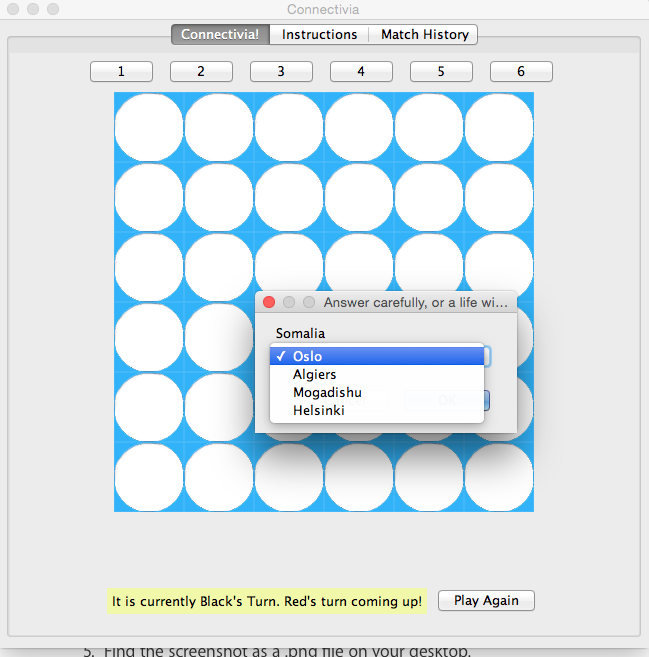 Connectivia
Connectivia! Instructions Match History
1 2 3 4 5 6
Answer carefully, or a life wi...
Somalia
✓ Oslo
Algiers
Mogadishu
Helsinki
OK
It is currently Black's Turn. Red's turn coming up!
Play Again
5. Find the screenshot as a .png file on your desktop.